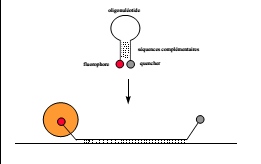 oligonucléotide
séquences complémentaires
fluorophore
quencher